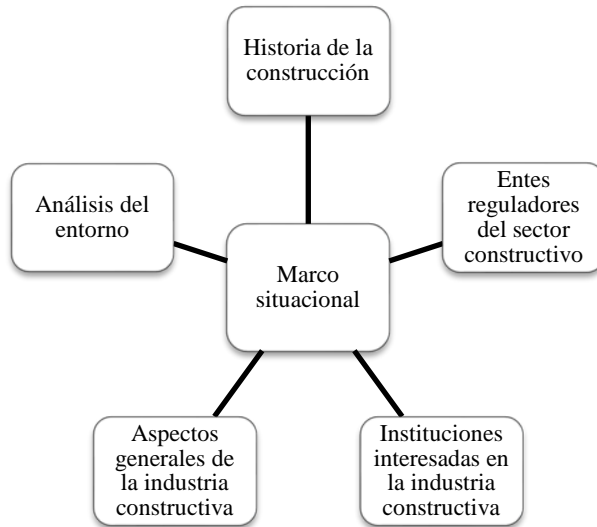 Historia de la
construcción
Entes
reguladores
del sector
constructivo
Análisis del
entorno
Marco
situacional
Aspectos
generales de
la industria
constructiva
Instituciones
interesadas en
la industria
constructiva